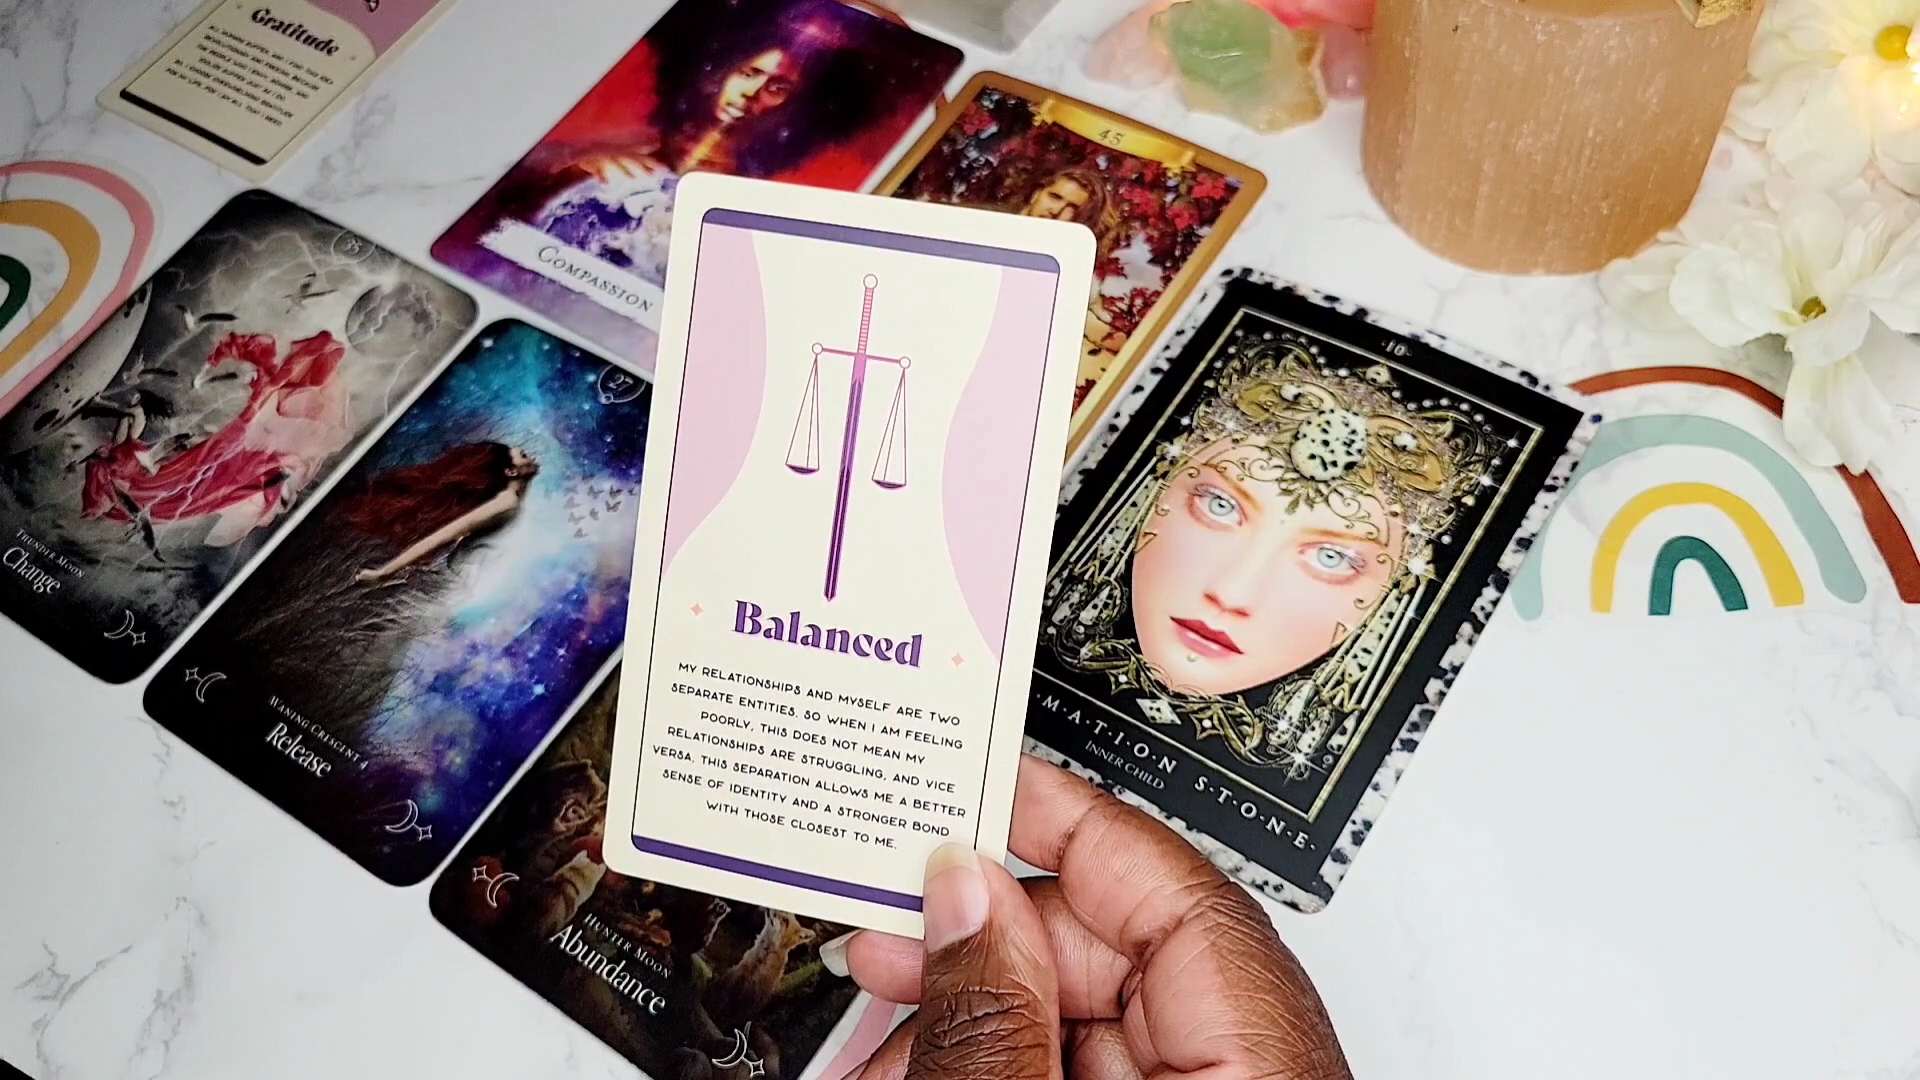 Gratitude
COMPASSION
45
35
THUNDER MOON
Change
27
WANING CRESCENT 4
Release
HUNTER MOON
Abundance
Balanced
MY RELATIONSHIPS AND MYSELF ARE TWO
SEPARATE ENTITIES. SO WHEN I AM FEELING
POORLY, THIS DOES NOT MEAN MY
RELATIONSHIPS ARE STRUGGLING, AND VICE
VERSA. THIS SEPARATION ALLOWS ME A BETTER
SENSE OF IDENTITY AND A STRONGER BOND
WITH THOSE CLOSEST TO ME.
·10·
·M·A·T·I·O·N S·T·O·N·E·
INNER CHILD